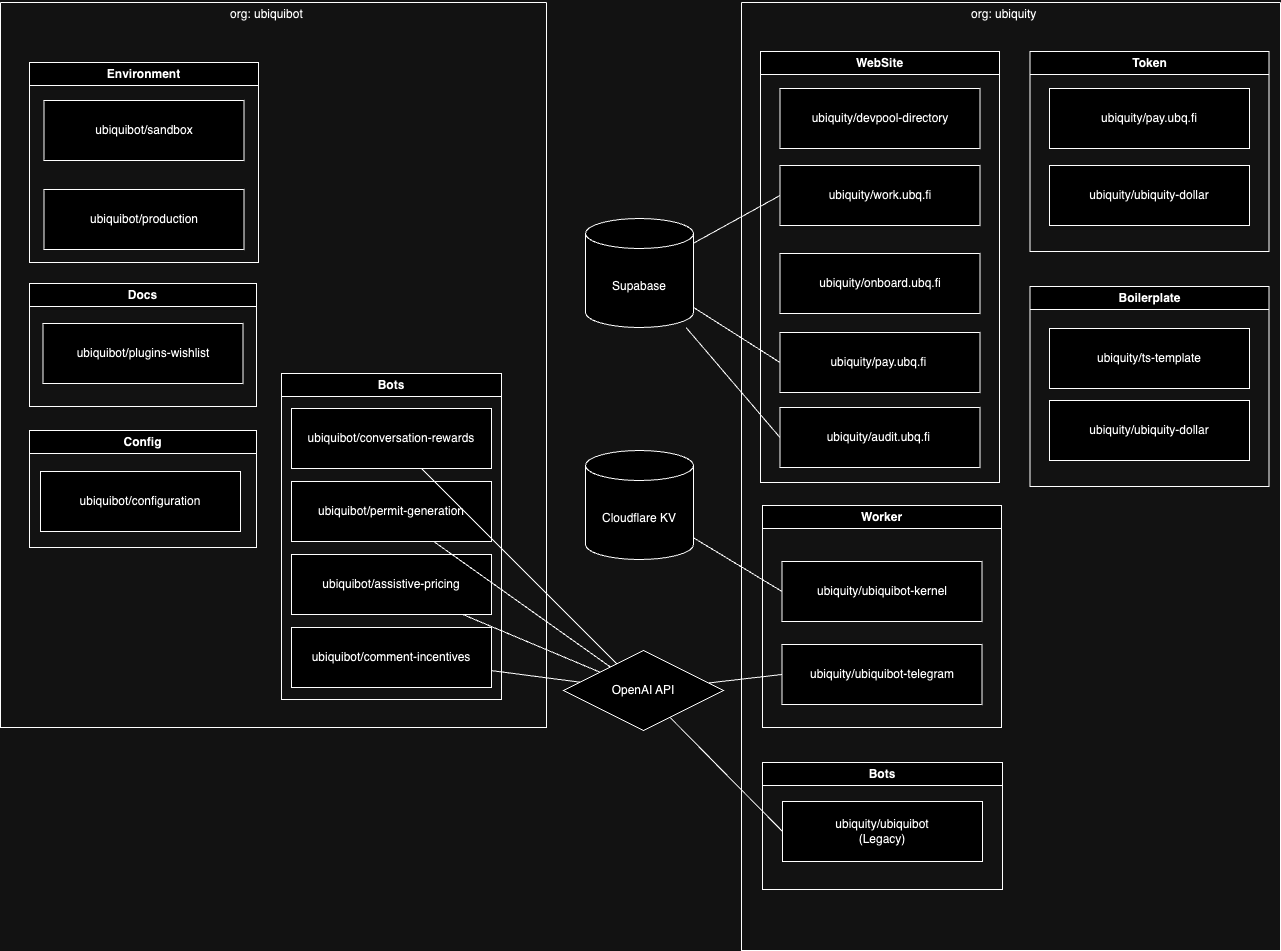 org: ubiquibot
Environment
ubiquibot/sandbox
ubiquibot/production
Docs
ubiquibot/plugins-wishlist
Config
ubiquibot/configuration
Bots
ubiquibot/conversation-rewards
ubiquibot/permit-generation
ubiquibot/assistive-pricing
ubiquibot/comment-incentives
Supabase
Cloudflare KV
OpenAI API
org: ubiquity
WebSite
ubiquity/devpool-directory
ubiquity/work.ubq.fi
ubiquity/onboard.ubq.fi
ubiquity/pay.ubq.fi
ubiquity/audit.ubq.fi
Token
ubiquity/pay.ubq.fi
ubiquity/ubiquity-dollar
Boilerplate
ubiquity/ts-template
ubiquity/ubiquity-dollar
Worker
ubiquity/ubiquibot-kernel
ubiquity/ubiquibot-telegram
Bots
ubiquity/ubiquibot
(Legacy)